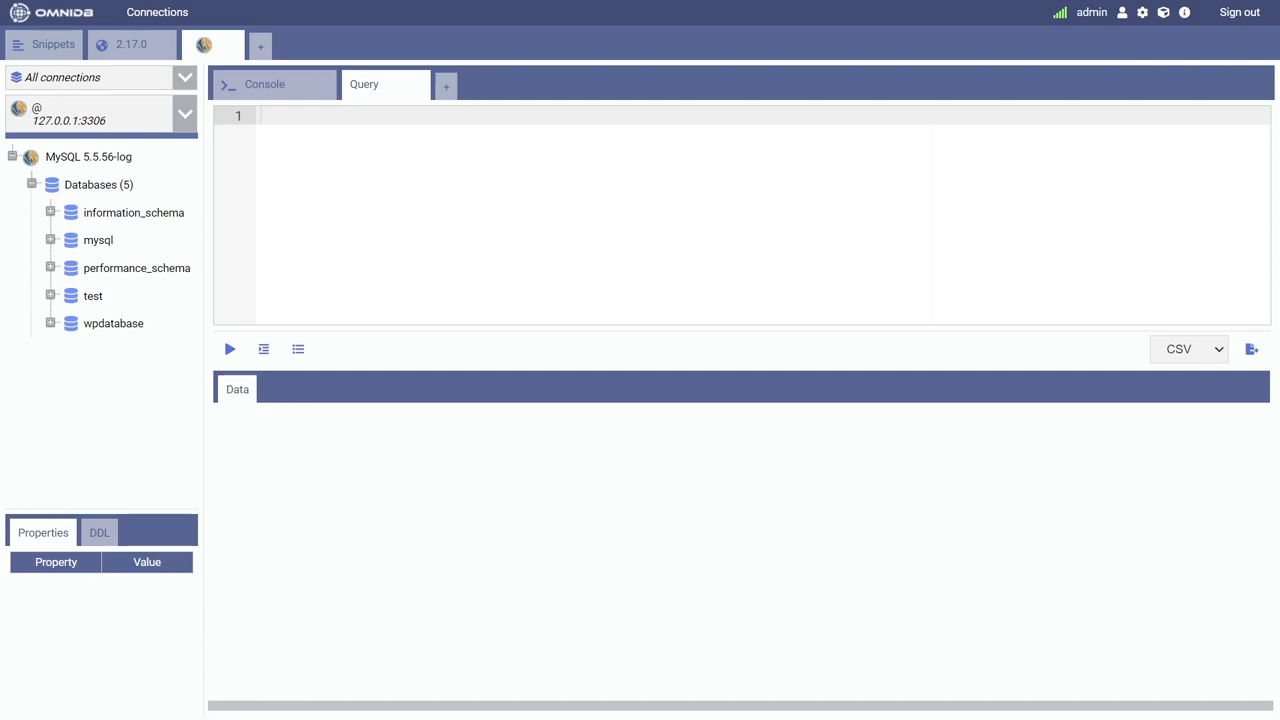 OMNIDB
Connections
admin
Sign out
Snippets
2.17.0
+
All connections
@
127.0.0.1:3306
MySQL 5.5.56-log
Databases (5)
information_schema
mysql
performance_schema
test
wpdatabase
Properties
DDL
Property
Value
Console
Query
+
1
CSV
Data